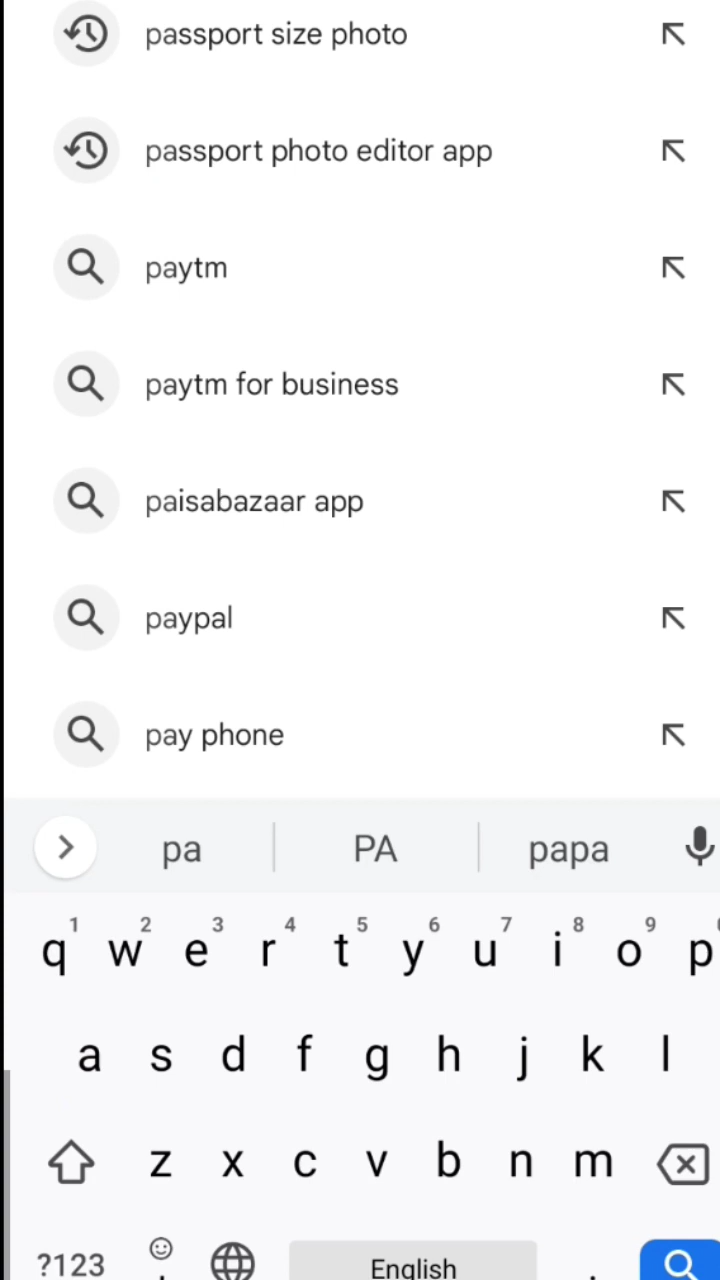 passport size photo
passport photo editor app
paytm
paytm for business
paisabazaar app
paypal
pay phone
pa PA papa
1 2 3 4 5 6 7 8 9
q w e r t y u i o p
a s d f g h j k l
z x c v b n m
?123 English .